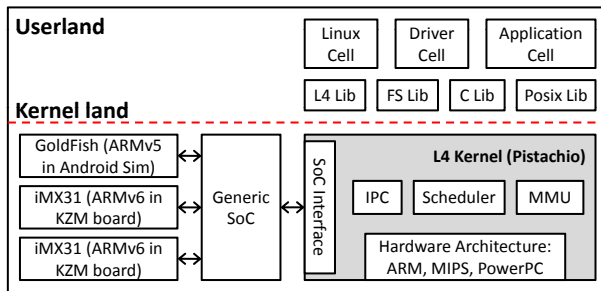 Userland
Linux
Cell
Driver
Cell
Application
Cell
L4 Lib
FS Lib
C Lib
Posix Lib
Kernel land
GoldFish (ARMv5
in Android Sim)
iMX31 (ARMv6 in
KZM board)
iMX31 (ARMv6 in
KZM board)
Generic
SoC
SoC Interface
L4 Kernel (Pistachio)
IPC
Scheduler
MMU
Hardware Architecture:
ARM, MIPS, PowerPC